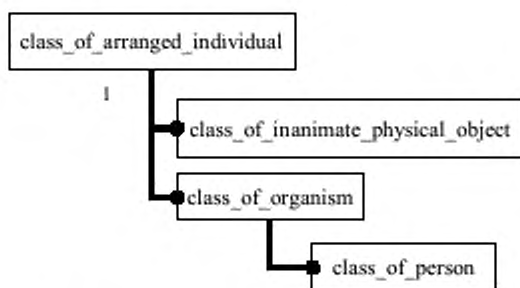 class_of_arranged_individual
1
class_of_inanimate_physical_object
class_of_organism
class_of_person